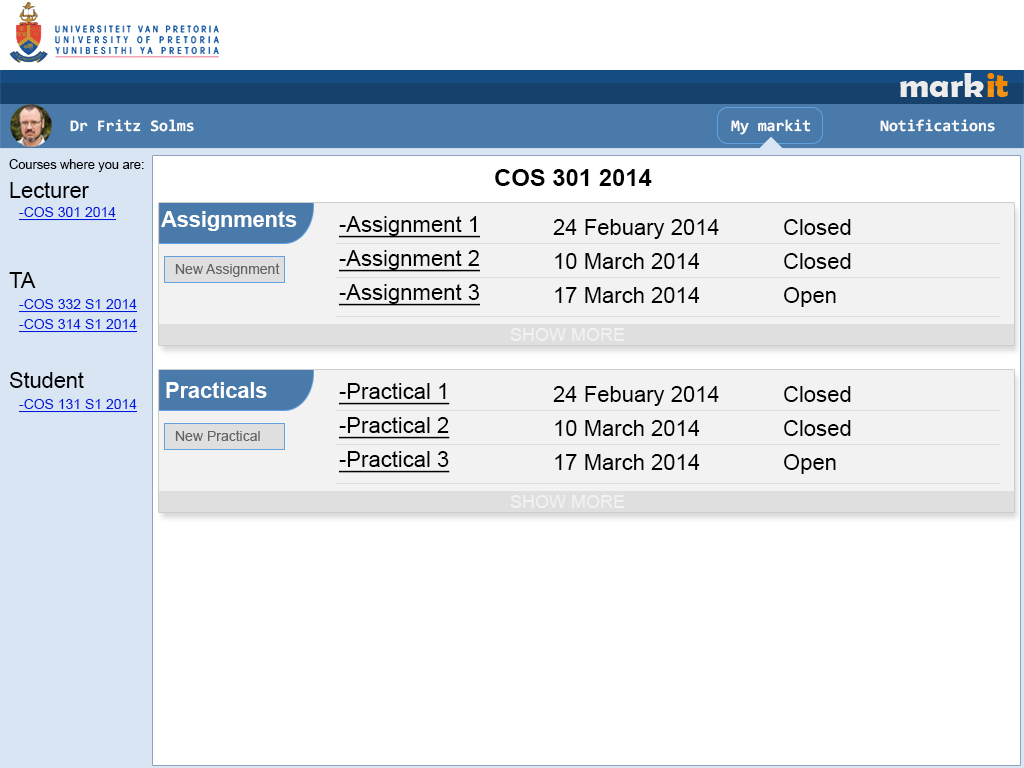 UNIVERSITEIT VAN PRETORIA
UNIVERSITY OF PRETORIA
YUNIBESITHI YA PRETORIA
markit
Dr Fritz Solms
My markit
Notifications
Courses where you are:
Lecturer
-COS 301 2014
TA
-COS 332 S1 2014
-COS 314 S1 2014
Student
-COS 131 S1 2014
COS 301 2014
Assignments
New Assignment
-Assignment 1 24 Febuary 2014 Closed
-Assignment 2 10 March 2014 Closed
-Assignment 3 17 March 2014 Open
SHOW MORE
Practicals
New Practical
-Practical 1 24 Febuary 2014 Closed
-Practical 2 10 March 2014 Closed
-Practical 3 17 March 2014 Open
SHOW MORE